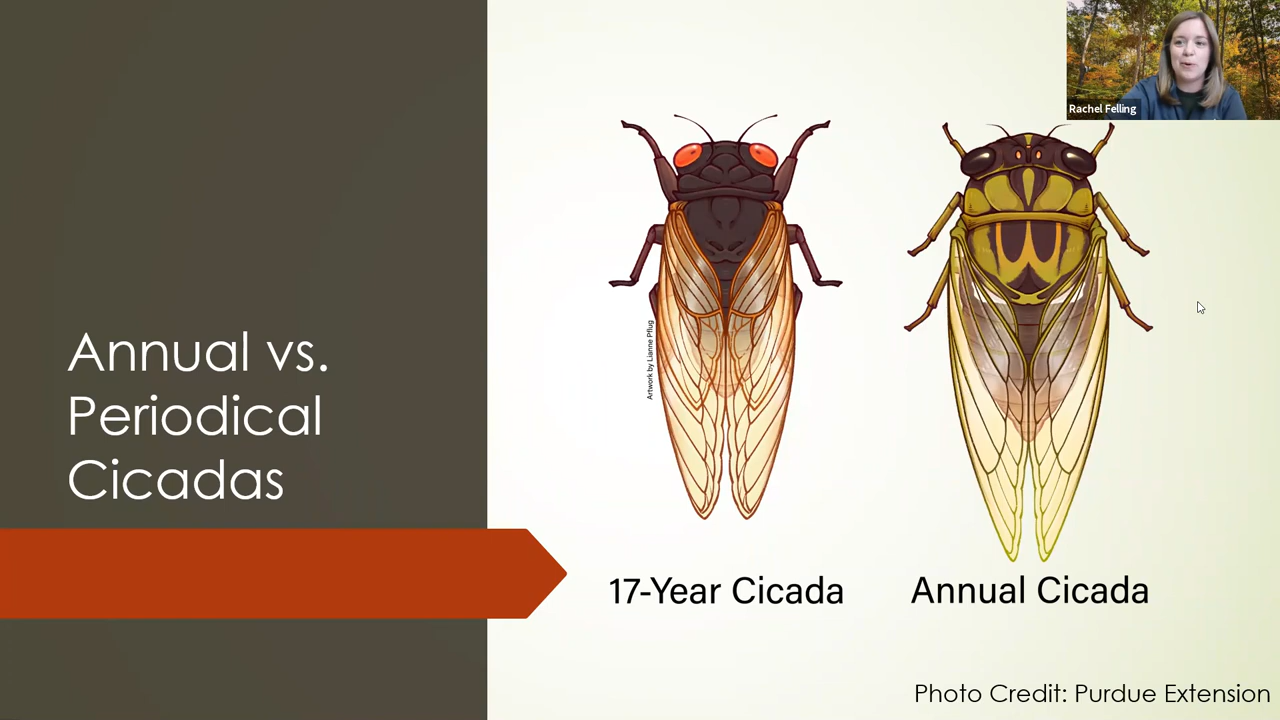 Rachel Felling
Annual vs.
Periodical
Cicadas
Artwork by Lianne Pflug
17-Year Cicada
Annual Cicada
Photo Credit: Purdue Extension